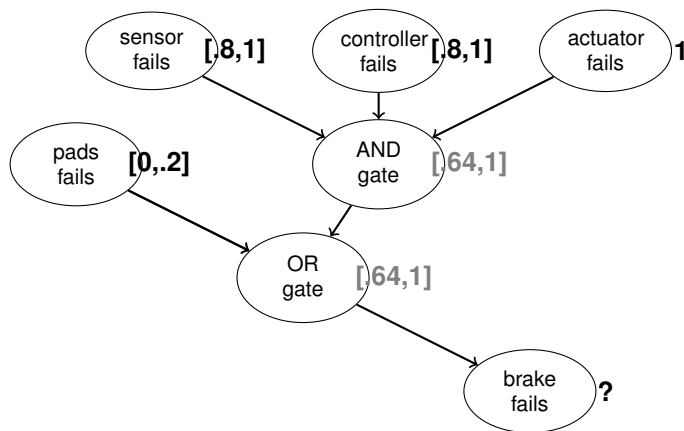 sensor
fails
[.8,1]
controller
fails
[.8,1]
actuator
fails
1
pads
fails
[0,.2]
AND
gate
[.64,1]
OR
gate
[.64,1]
brake
fails
?